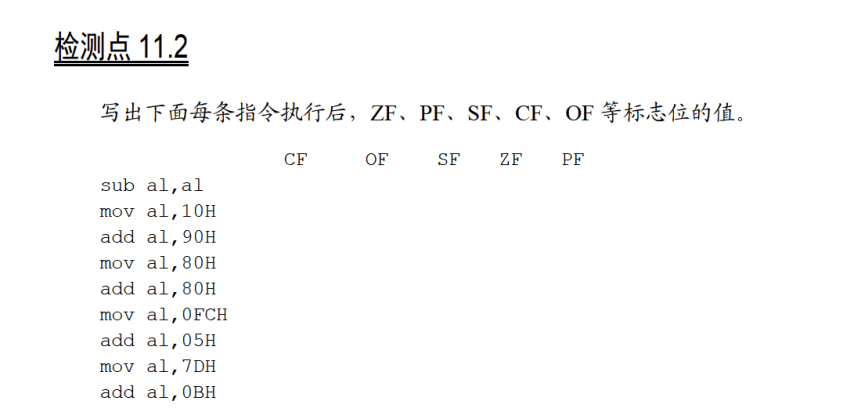 检测点 11.2
写出下面每条指令执行后，ZF、PF、SF、CF、OF 等标志位的值。
CF OF SF ZF PF
sub al,al
mov al,10H
add al,90H
mov al,80H
add al,80H
mov al,0FCH
add al,05H
mov al,7DH
add al,0BH